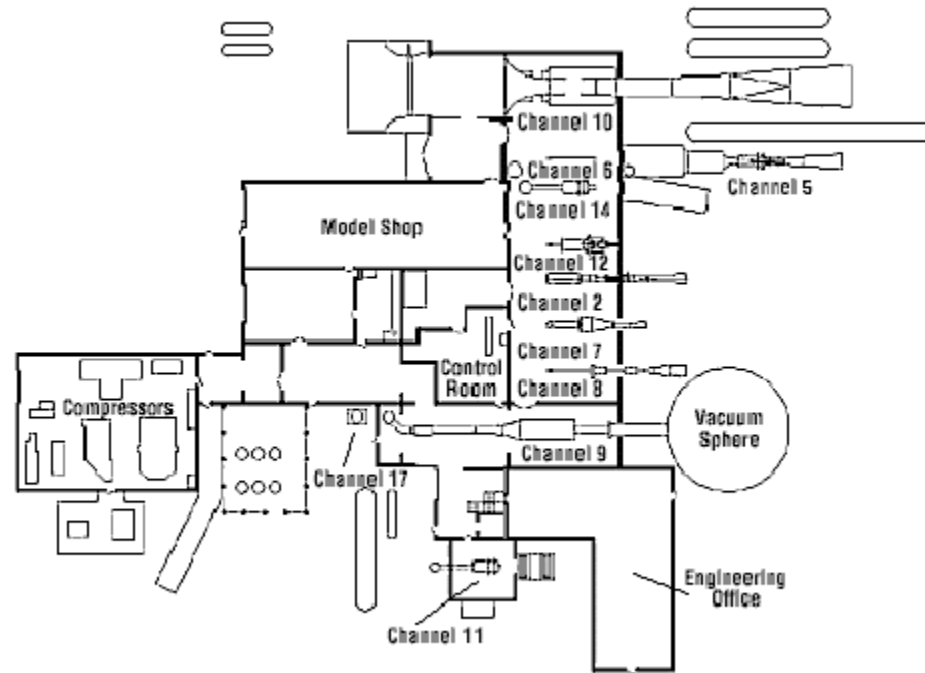 Channel 10
Channel 6
Channel 5
Channel 14
Model Shop
Channel 12
Channel 2
Channel 7
Control
Room
Channel 8
Compressors
Vacuum
Sphere
Channel 9
Channel 17
Engineering
Office
Channel 11